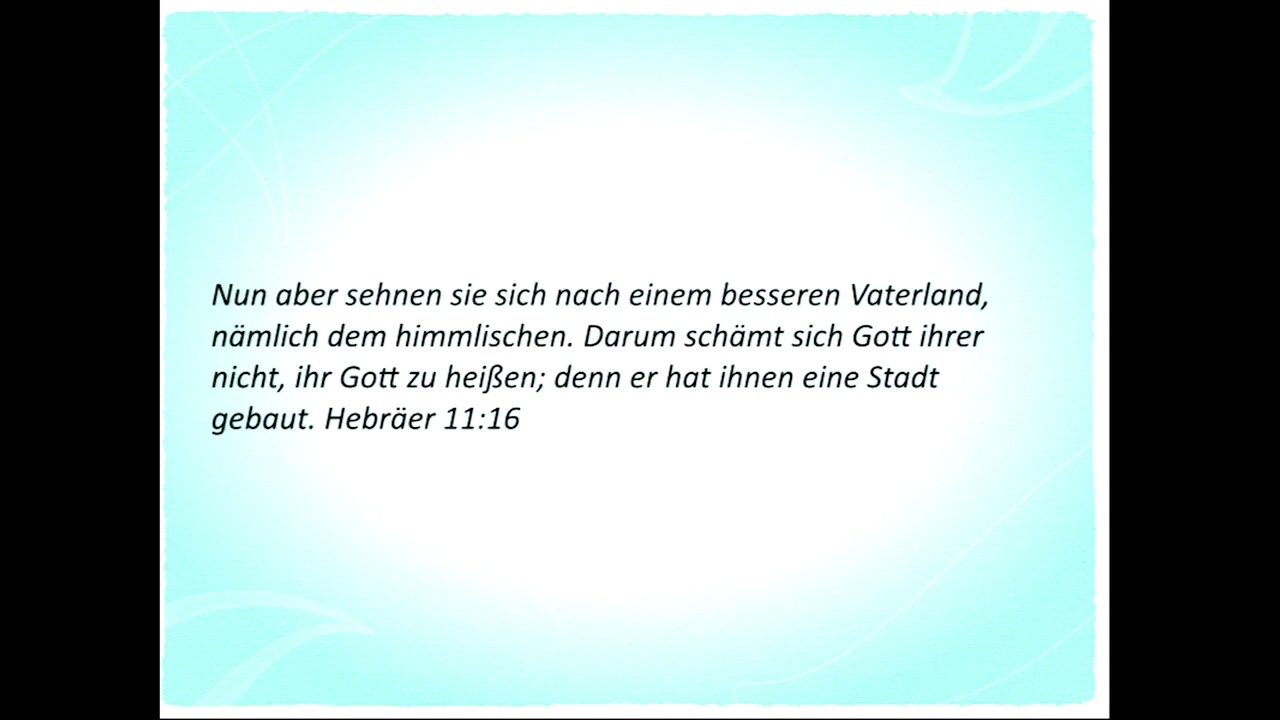 Nun aber sehnen sie sich nach einem besseren Vaterland,
nämlich dem himmlischen. Darum schämt sich Gott ihrer
nicht, ihr Gott zu heißen; denn er hat ihnen eine Stadt
gebaut. Hebräer 11:16